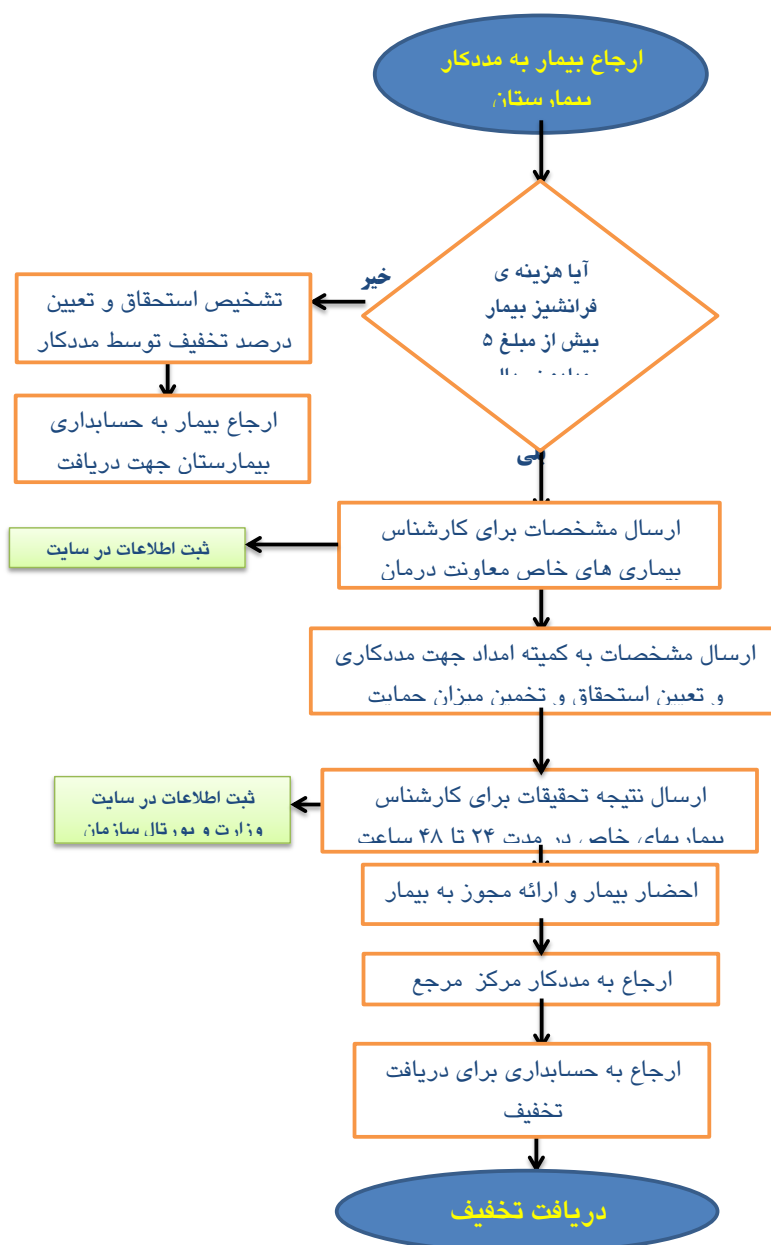 ارجاع بیمار به مددکار
بیمارستان
آیا هزینه ی
فرانشیز بیمار
بیش از مبلغ ۵
خیر
تشخیص استحقاق و تعیین
درصد تخفیف توسط مددکار
ارجاع بیمار به حسابداری
بیمارستان جهت دریافت
بلی
ارسال مشخصات برای کارشناس
بیماری های خاص معاونت درمان
ثبت اطلاعات در سایت
ارسال مشخصات به کمیته امداد جهت مددکاری
و تعیین استحقاق و تخمین میزان حمایت
ارسال نتیجه تحقیقات برای کارشناس
بیماریهای خاص در مدت ۲۴ تا ۴۸ ساعت
ثبت اطلاعات در سایت
وزارت و پورتال سازمان
احضار بیمار و ارائه مجوز به بیمار
ارجاع به مددکار مرکز مرجع
ارجاع به حسابداری برای دریافت
تخفیف
دریافت تخفیف